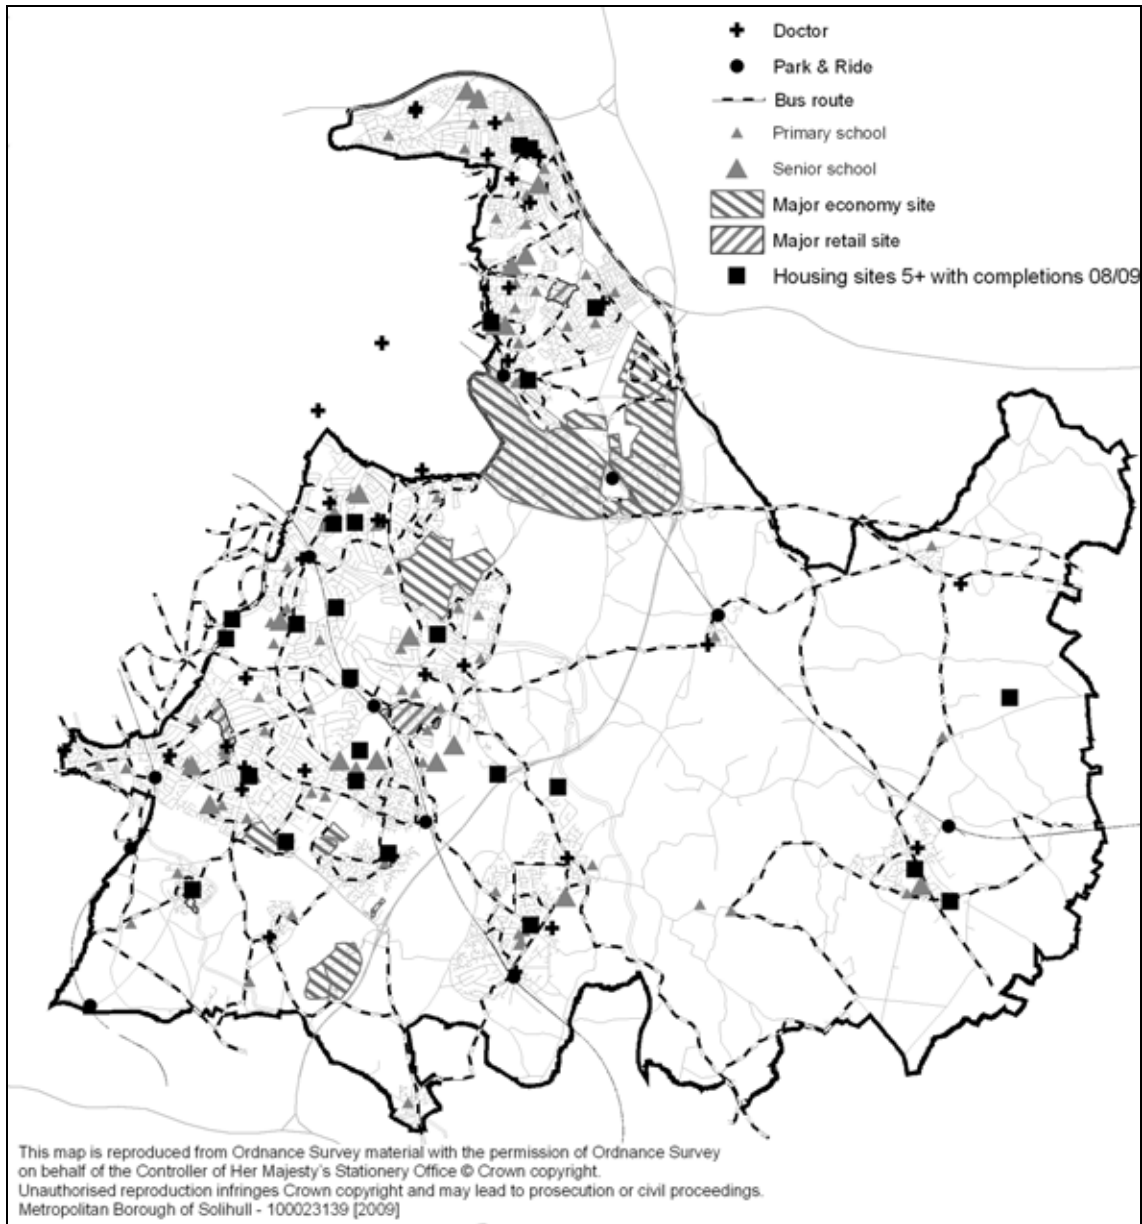 Doctor
Park & Ride
Bus route
Primary school
Senior school
Major economy site
Major retail site
Housing sites 5+ with completions 08/09
This map is reproduced from Ordnance Survey material with the permission of Ordnance Survey
on behalf of the Controller of Her Majesty's Stationery Office © Crown copyright.
Unauthorised reproduction infringes Crown copyright and may lead to prosecution or civil proceedings.
Metropolitan Borough of Solihull - 100023139 [2009]